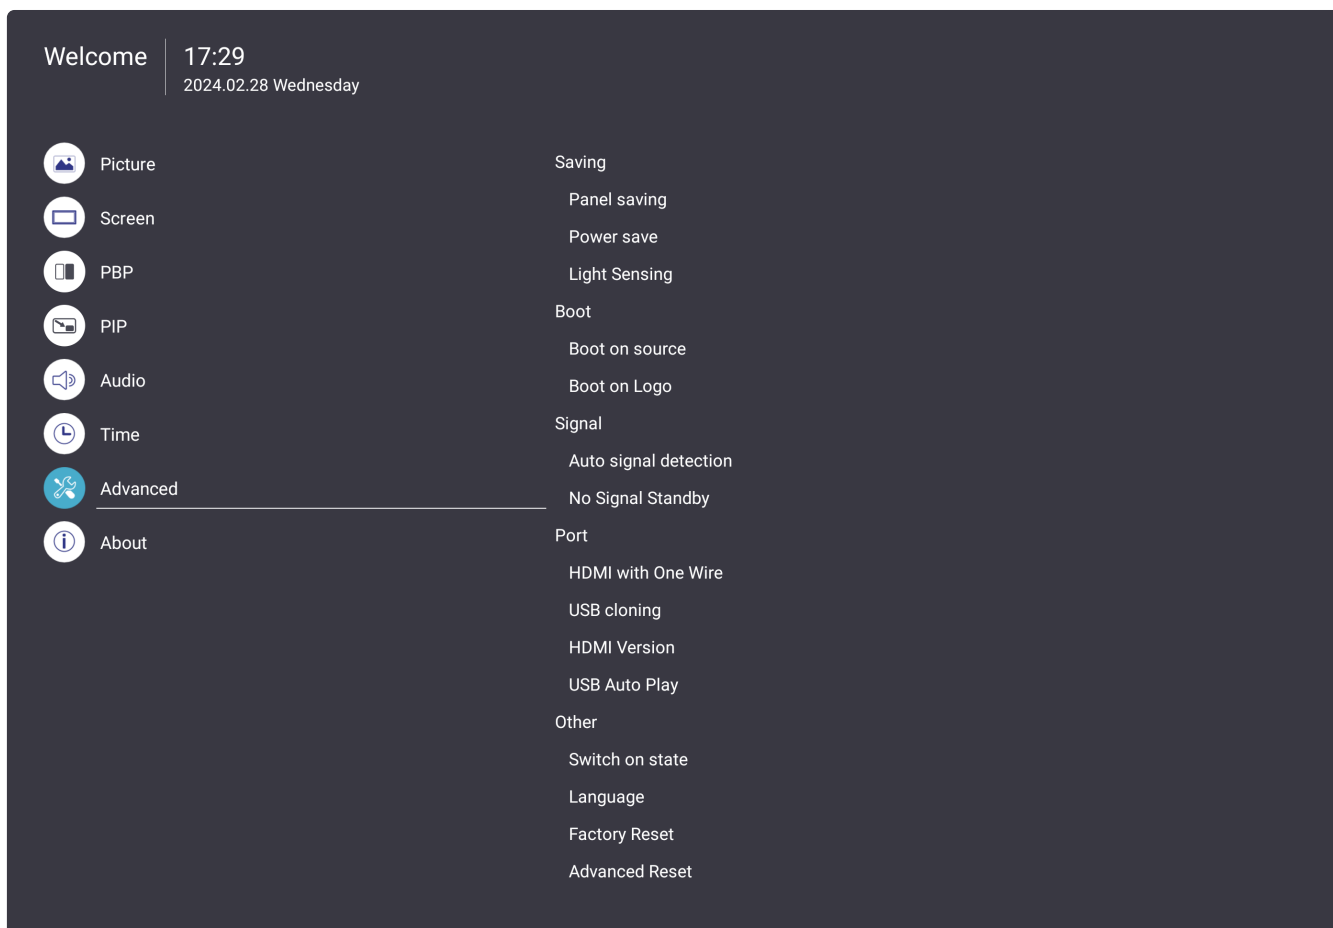 Welcome
17:29
2024.02.28 Wednesday
Picture
Screen
PBP
PIP
Audio
Time
Advanced
About
Saving
Panel saving
Power save
Light Sensing
Boot
Boot on source
Boot on Logo
Signal
Auto signal detection
No Signal Standby
Port
HDMI with One Wire
USB cloning
HDMI Version
USB Auto Play
Other
Switch on state
Language
Factory Reset
Advanced Reset